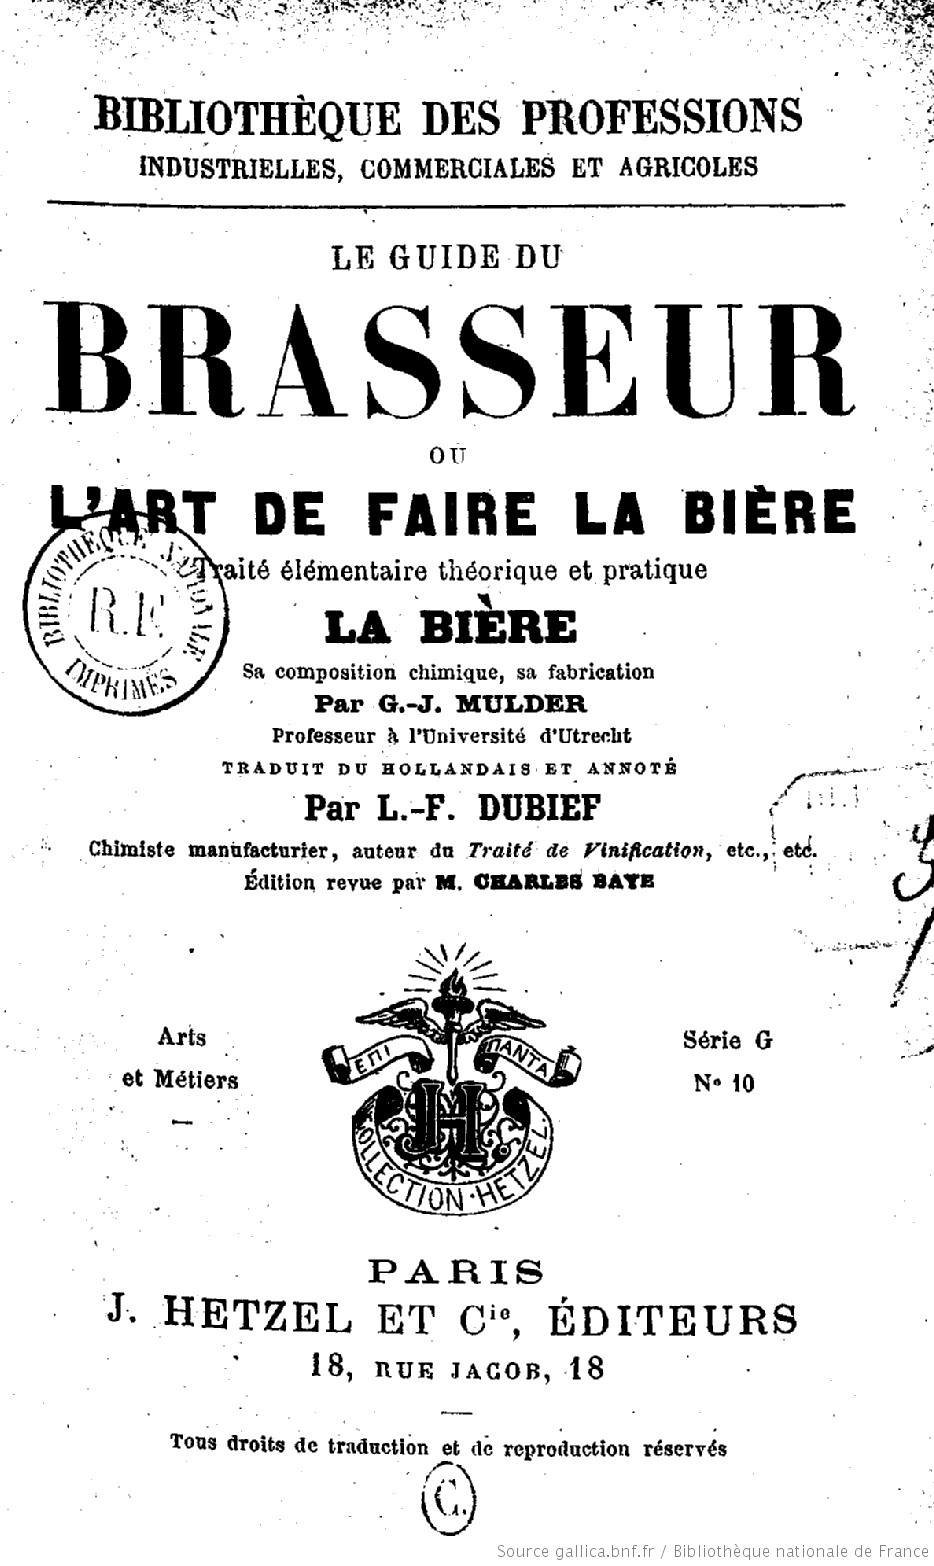 BIBLIOTHÈQUE DES PROFESSIONS
INDUSTRIELLES, COMMERCIALES ET AGRICOLES
LE GUIDE DU
BRASSEUR
OU
L'ART DE FAIRE LA BIÈRE
Traité élémentaire théorique et pratique
LA BIÈRE
Sa composition chimique, sa fabrication
Par G.-J. MULDER
Professeur à l'Université d'Utrecht
TRADUIT DU HOLLANDAIS ET ANNOTÉ
Par L.-F. DUBIEF
Chimiste manufacturier, auteur du Traité de Vinification, etc., etc.
Édition revue par M. CHARLES BAYE
BIBLIOTHÈQUE NATIONALE
R.F.
IMPRIMÉS
Arts
et Métiers
ΕΠΙ ΠΑΝΤΑ
JH
COLLECTION · HETZEL
Série G
Nº 10
PARIS
J. HETZEL ET Cie, ÉDITEURS
18, RUE JACOB, 18
Tous droits de traduction et de reproduction réservés
C.
Source gallica.bnf.fr / Bibliothèque nationale de France